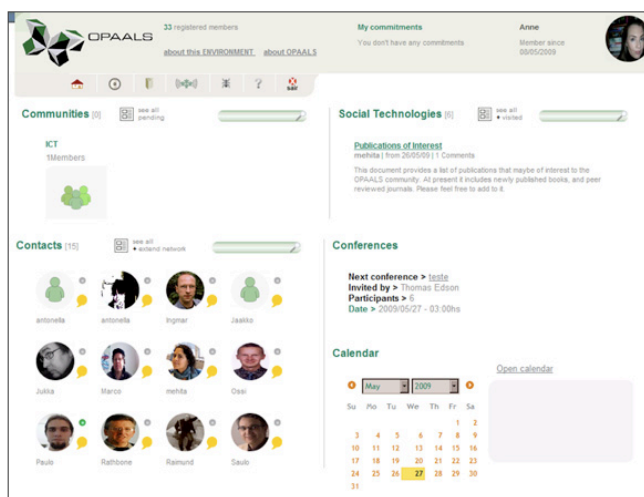 OPAALS
33 registered members
about this ENVIRONMENT about OPAALS
My commitments
You don't have any commitments
Anne
Member since
05/05/2009
?
sair
Communities [0]
see all
pending
ICT
1Members
Social Technologies [6]
see all
visited
Publications of Interest
mehita | from 26/05/09 | 1 Comments
This document provides a list of publications that maybe of interest to the
OPAALS community. At present it includes newly published books, and peer
reviewed journals. Please feel free to add to it.
Contacts [15]
see all
extend network
antonella antonella Ingmar Jaakko
Jukka Marco mehita Ossi
Paulo Rathbone Raimund Saulo
Conferences
Next conference > teste
Invited by > Thomas Edson
Participants > 6
Date > 2009/05/27 - 03:00hs
Calendar
Open calendar
May 2009
Su Mo Tu We Th Fr Sa
1 2
3 4 5 6 7 8 9
10 11 12 13 14 15 16
17 18 19 20 21 22 23
24 25 26 27 28 29 30
31